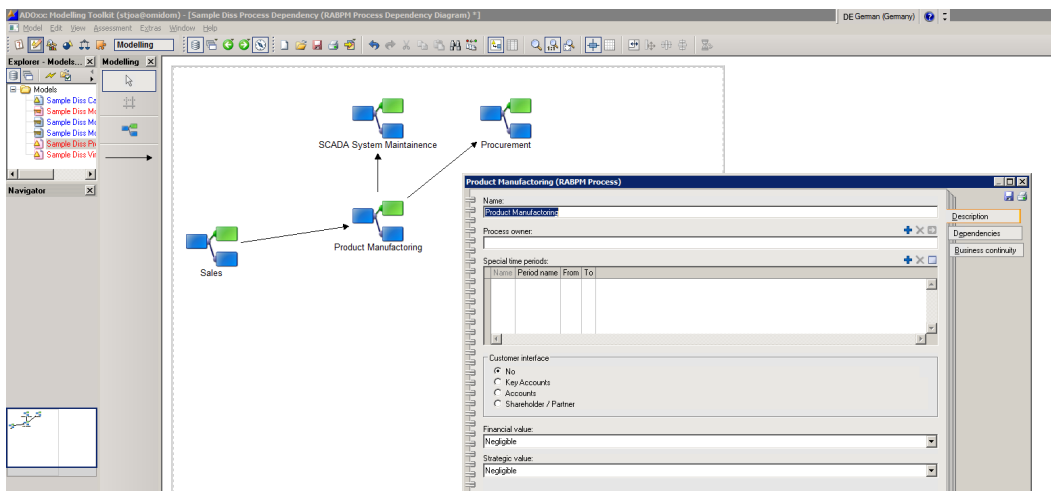 ADOxx: Modelling Toolkit (stjoa@omidom) - [Sample Diss Process Dependency (RABPM Process Dependency Diagram) *]
DE German (Germany)
Model Edit View Assessment Extras Window Help
Modelling
Explorer - Models...
Modelling
Models
Sample Diss Ca
Sample Diss Mo
Sample Diss Mo
Sample Diss Mo
Sample Diss Pr
Sample Diss Vir
Navigator
SCADA System Maintainence
Procurement
Product Manufactoring
Sales
Product Manufactoring (RABPM Process)
Name:
Product Manufactoring
Description
Process owner:
Dependencies
Business continuity
Special time periods:
Name Period name From To
Customer interface
No
Key Accounts
Accounts
Shareholder / Partner
Financial value:
Negligible
Strategic value:
Negligible